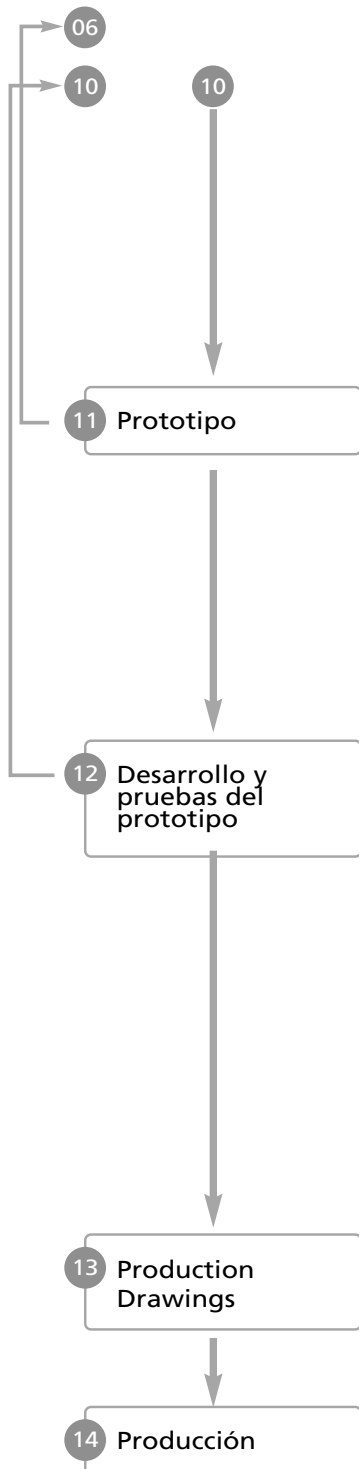 06
10
10
11
Prototipo
12
Desarrollo y
pruebas del
prototipo
13
Production
Drawings
14
Producción